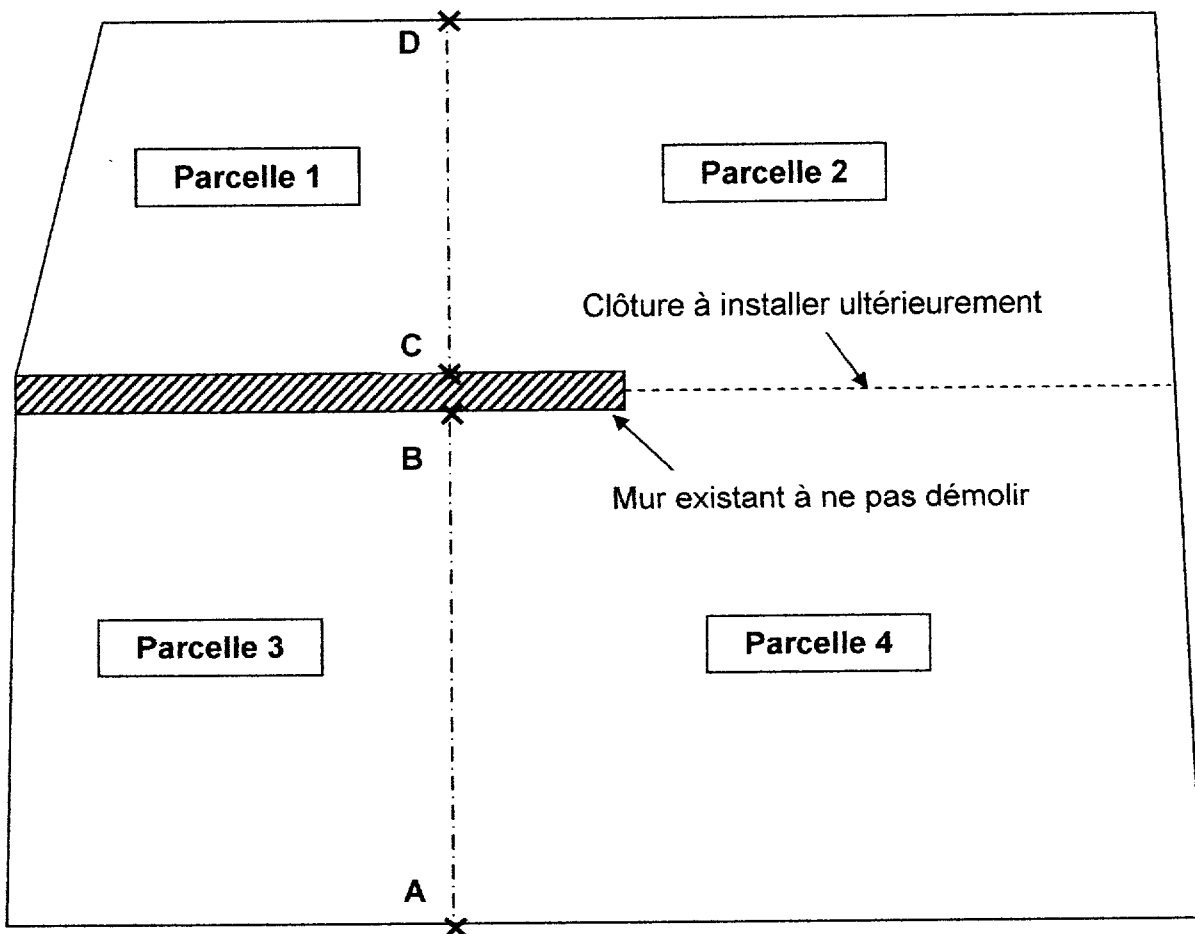 D
Parcelle 1
Parcelle 2
Clôture à installer ultérieurement
C
B
Mur existant à ne pas démolir
Parcelle 3
Parcelle 4
A